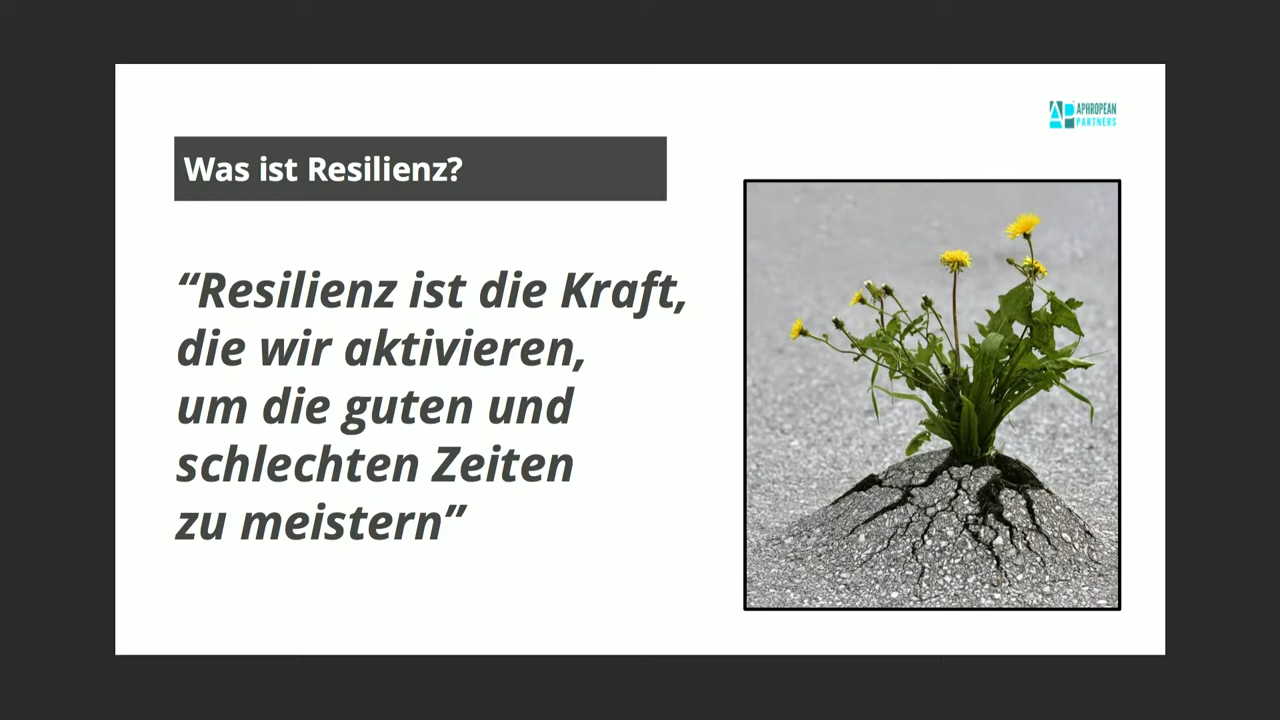 APHROPEAN
PARTNERS
Was ist Resilienz?
“Resilienz ist die Kraft,
die wir aktivieren,
um die guten und
schlechten Zeiten
zu meistern”